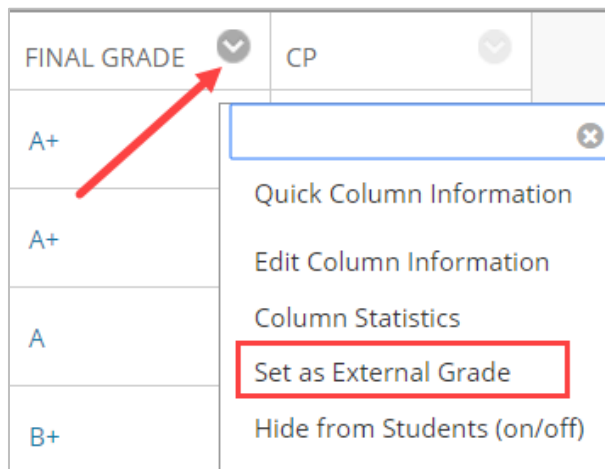 FINAL GRADE CP
A+
Quick Column Information
A+
Edit Column Information
Column Statistics
A
Set as External Grade
Hide from Students (on/off)
B+